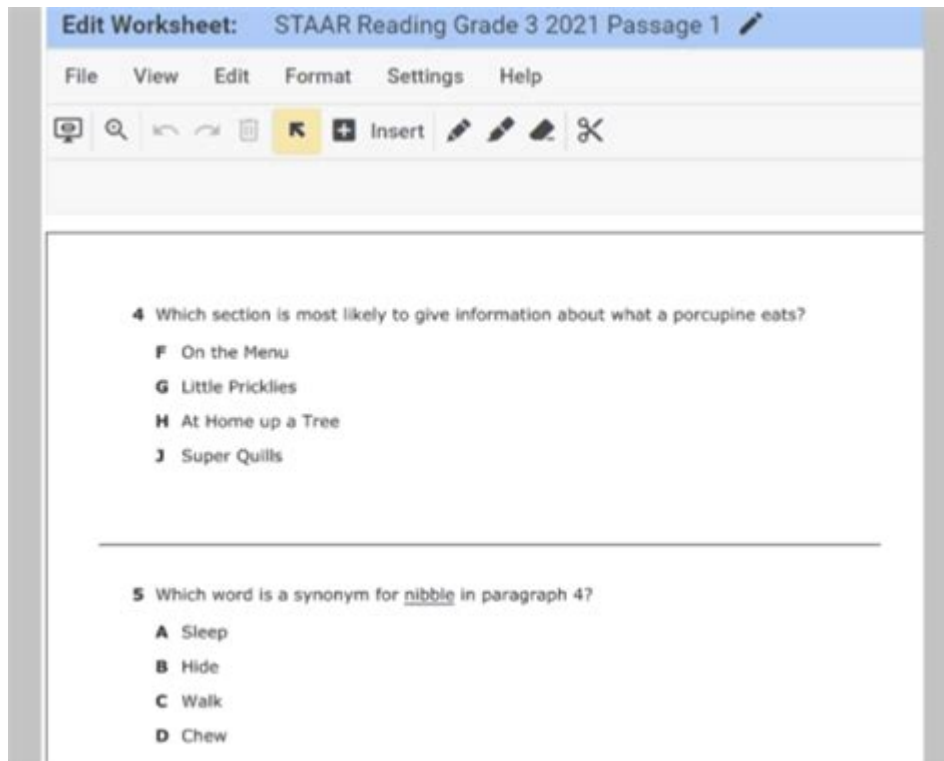 Edit Worksheet: STAAR Reading Grade 3 2021 Passage 1
File View Edit Format Settings Help
Insert
4 Which section is most likely to give information about what a porcupine eats?
F On the Menu
G Little Pricklies
H At Home up a Tree
J Super Quills
5 Which word is a synonym for nibble in paragraph 4?
A Sleep
B Hide
C Walk
D Chew